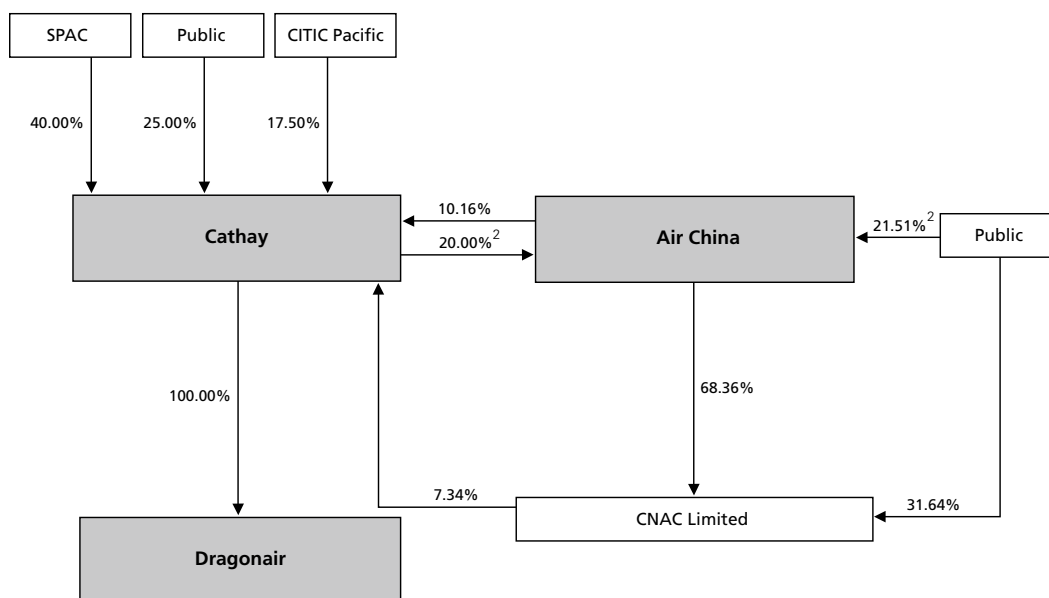 SPAC
Public
CITIC Pacific
40.00%
25.00%
17.50%
Cathay
10.16%
20.00%2
Air China
21.51%2
Public
100.00%
68.36%
7.34%
CNAC Limited
31.64%
Dragonair